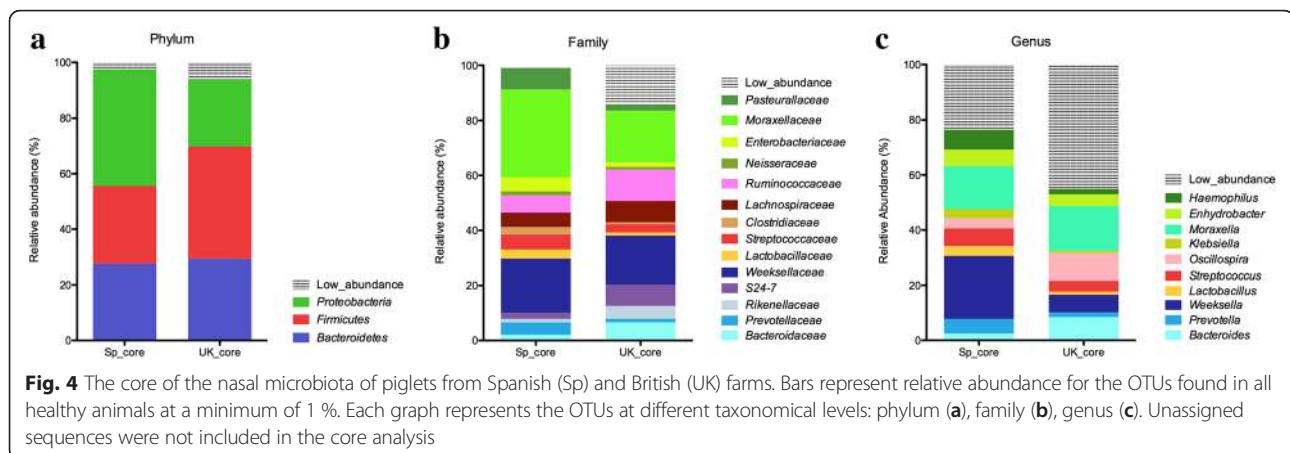 a
Phylum
Relative abundance (%)
100
80
60
40
20
0
Sp_core
UK_core
Low_abundance
Proteobacteria
Firmicutes
Bacteroidetes
b
Family
Relative abundance (%)
100
80
60
40
20
0
Sp_core
UK_core
Low_abundance
Pasteurallaceae
Moraxellaceae
Enterobacteriaceae
Neisseraceae
Ruminococcaceae
Lachnospiraceae
Clostridiaceae
Streptococcaceae
Lactobacillaceae
Weeksellaceae
S24-7
Rikenellaceae
Prevotellaceae
Bacteroidaceae
c
Genus
Relative Abundance (%)
100
80
60
40
20
0
Sp_core
UK_core
Low_abundance
Haemophilus
Enhydrobacter
Moraxella
Klebsiella
Oscillospira
Streptococcus
Lactobacillus
Weeksella
Prevotella
Bacteroides
Fig. 4 The core of the nasal microbiota of piglets from Spanish (Sp) and British (UK) farms. Bars represent relative abundance for the OTUs found in all
healthy animals at a minimum of 1 %. Each graph represents the OTUs at different taxonomical levels: phylum (a), family (b), genus (c). Unassigned
sequences were not included in the core analysis